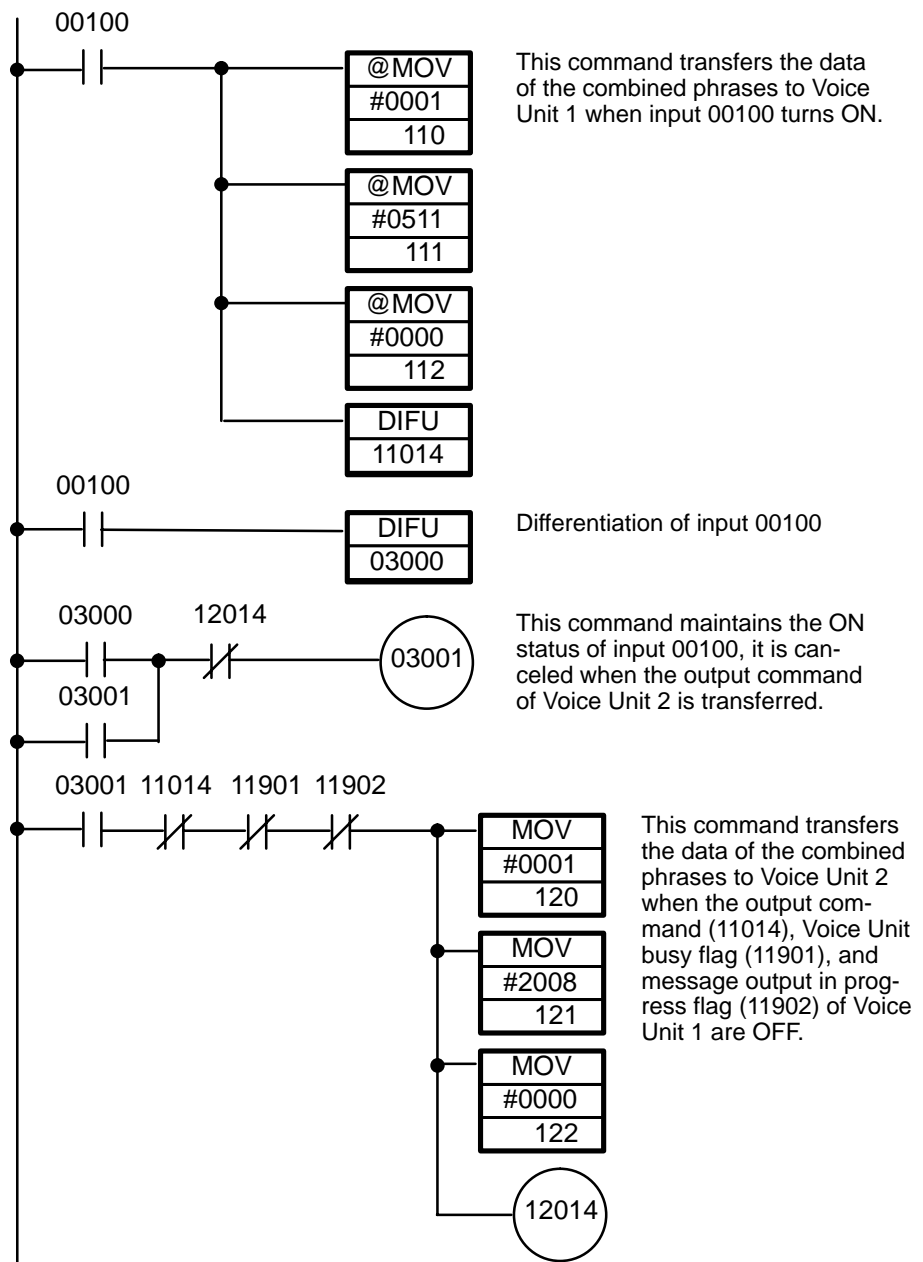 00100
@MOV
#0001
110
This command transfers the data
of the combined phrases to Voice
Unit 1 when input 00100 turns ON.
@MOV
#0511
111
@MOV
#0000
112
DIFU
11014
00100
DIFU
03000
Differentiation of input 00100
03000 12014
03001
03001
This command maintains the ON
status of input 00100, it is can-
celed when the output command
of Voice Unit 2 is transferred.
03001 11014 11901 11902
MOV
#0001
120
MOV
#2008
121
MOV
#0000
122
12014
This command transfers
the data of the combined
phrases to Voice Unit 2
when the output com-
mand (11014), Voice Unit
busy flag (11901), and
message output in prog-
ress flag (11902) of Voice
Unit 1 are OFF.